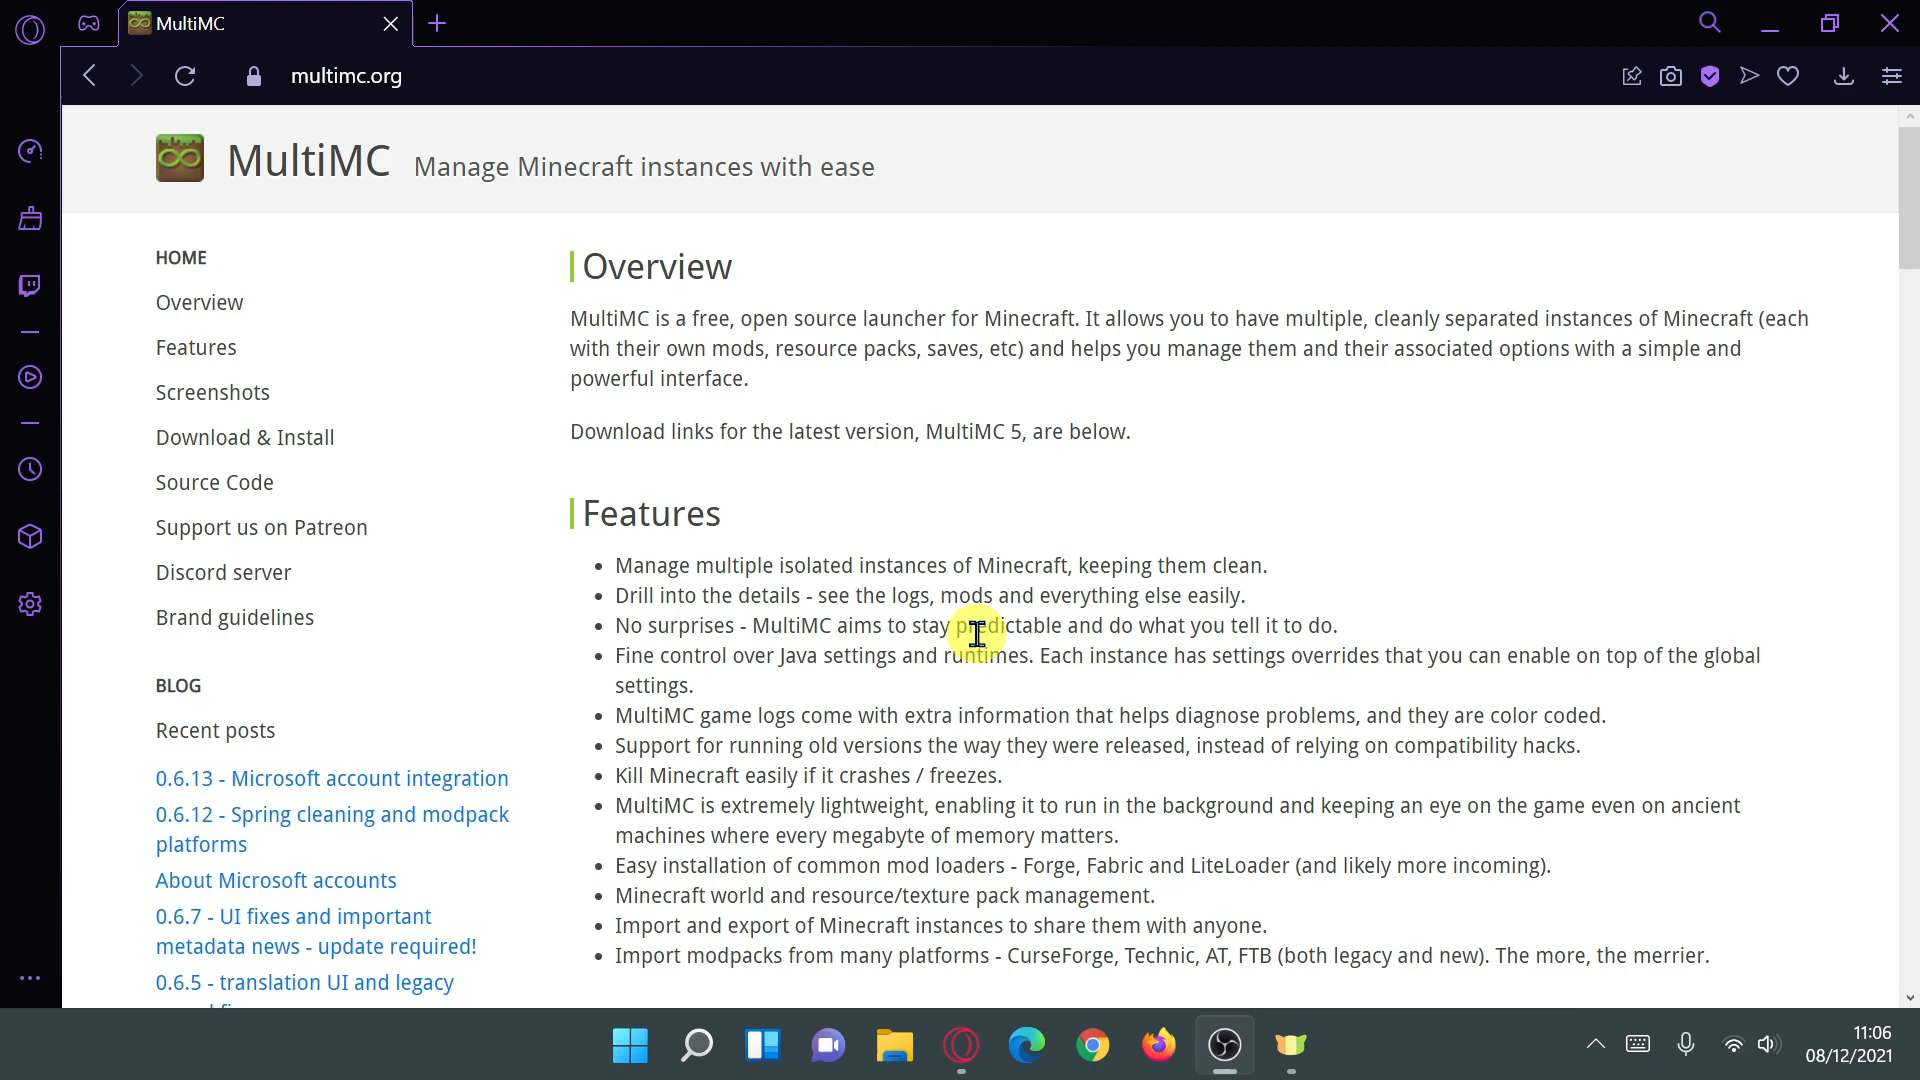 MultiMC
multimc.org
MultiMC Manage Minecraft instances with ease
HOME
Overview
Features
Screenshots
Download & Install
Source Code
Support us on Patreon
Discord server
Brand guidelines
BLOG
Recent posts
0.6.13 - Microsoft account integration
0.6.12 - Spring cleaning and modpack
platforms
About Microsoft accounts
0.6.7 - UI fixes and important
metadata news - update required!
0.6.5 - translation UI and legacy
Overview
MultiMC is a free, open source launcher for Minecraft. It allows you to have multiple, cleanly separated instances of Minecraft (each
with their own mods, resource packs, saves, etc) and helps you manage them and their associated options with a simple and
powerful interface.
Download links for the latest version, MultiMC 5, are below.
Features
• Manage multiple isolated instances of Minecraft, keeping them clean.
• Drill into the details - see the logs, mods and everything else easily.
• No surprises - MultiMC aims to stay predictable and do what you tell it to do.
• Fine control over Java settings and runtimes. Each instance has settings overrides that you can enable on top of the global
settings.
• MultiMC game logs come with extra information that helps diagnose problems, and they are color coded.
• Support for running old versions the way they were released, instead of relying on compatibility hacks.
• Kill Minecraft easily if it crashes / freezes.
• MultiMC is extremely lightweight, enabling it to run in the background and keeping an eye on the game even on ancient
machines where every megabyte of memory matters.
• Easy installation of common mod loaders - Forge, Fabric and LiteLoader (and likely more incoming).
• Minecraft world and resource/texture pack management.
• Import and export of Minecraft instances to share them with anyone.
• Import modpacks from many platforms - CurseForge, Technic, AT, FTB (both legacy and new). The more, the merrier.
11:06
08/12/2021